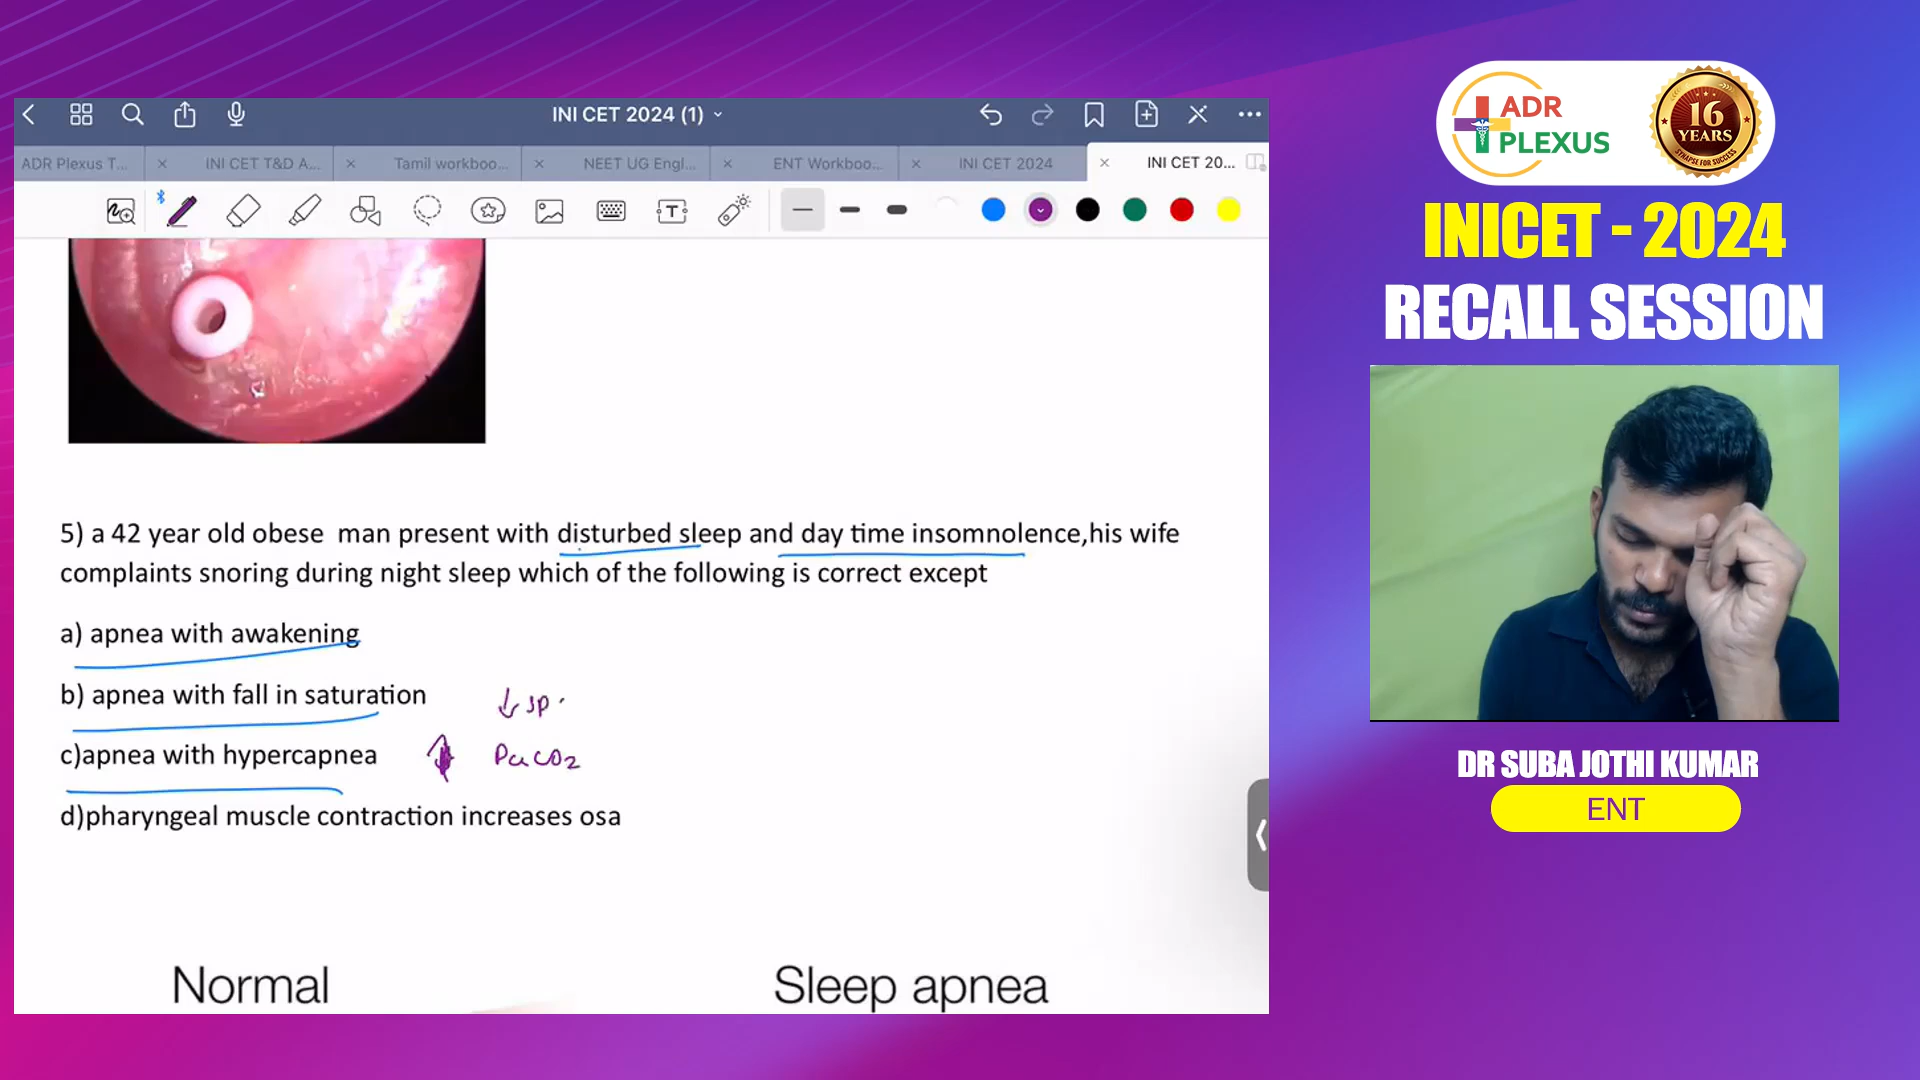 INI CET 2024 (1)
ADR Plexus T...
INI CET T&D A...
Tamil workboo...
NEET UG Engl...
ENT Workboo...
INI CET 2024
INI CET 20...
T
5) a 42 year old obese man present with disturbed sleep and day time insomnolence,his wife
complaints snoring during night sleep which of the following is correct except
a) apnea with awakening
b) apnea with fall in saturation
↓ SP
c)apnea with hypercapnea
PaCO2
d)pharyngeal muscle contraction increases osa
Normal
Sleep apnea
ADR
PLEXUS
16
YEARS
SYNAPSE FOR SUCCESS
INICET - 2024
RECALL SESSION
DR SUBA JOTHI KUMAR
ENT